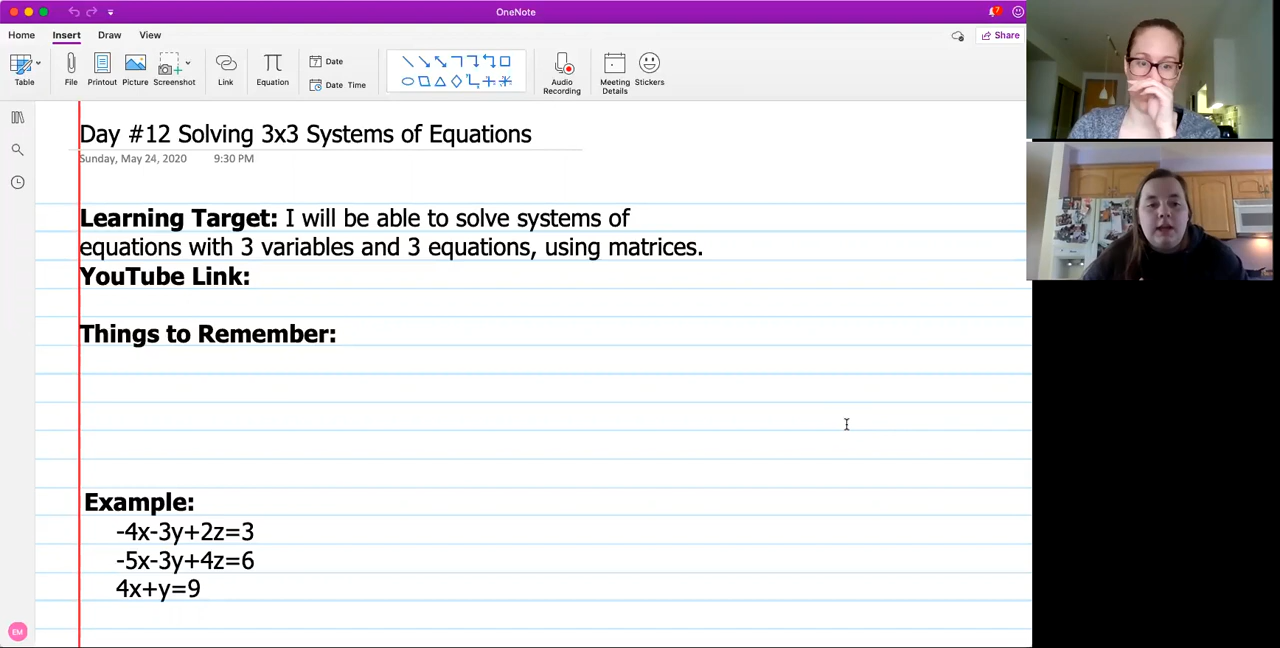 OneNote
7
Home Insert Draw View
Share
Table File Printout Picture Screenshot Link Equation Date Date Time Audio Recording Meeting Details Stickers
Day #12 Solving 3x3 Systems of Equations
Sunday, May 24, 2020 9:30 PM
Learning Target: I will be able to solve systems of
equations with 3 variables and 3 equations, using matrices.
YouTube Link:
Things to Remember:
Example:
-4x-3y+2z=3
-5x-3y+4z=6
4x+y=9
EM